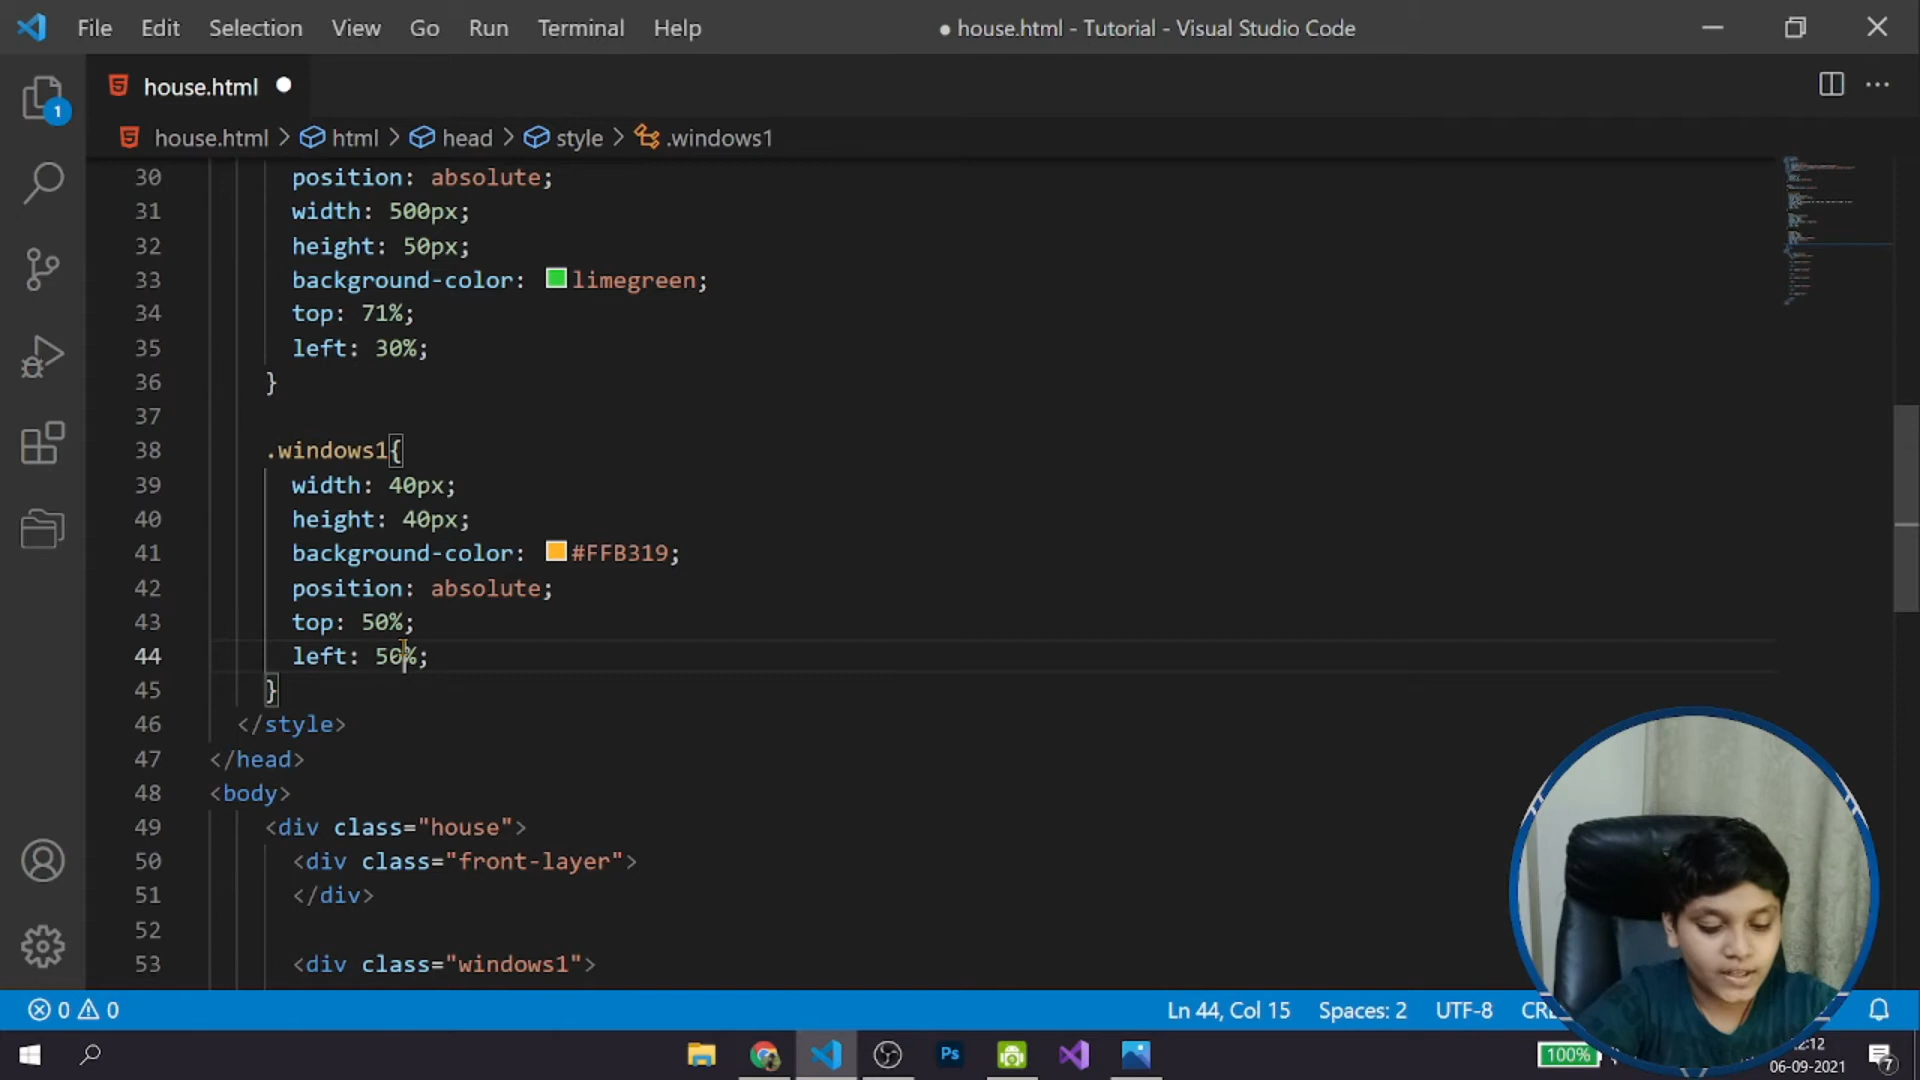 File Edit Selection View Go Run Terminal Help
● house.html - Tutorial - Visual Studio Code
house.html
house.html > html > head > style > .windows1
30 position: absolute;
31 width: 500px;
32 height: 50px;
33 background-color: limegreen;
34 top: 71%;
35 left: 30%;
36 }
37
38 .windows1{
39 width: 40px;
40 height: 40px;
41 background-color: #FFB319;
42 position: absolute;
43 top: 50%;
44 left: 50%;
45 }
46 </style>
47 </head>
48 <body>
49 <div class="house">
50 <div class="front-layer">
51 </div>
52
53 <div class="windows1">
1
0 0 Ln 44, Col 15 Spaces: 2 UTF-8
Ps 100%
06-09-2021 7